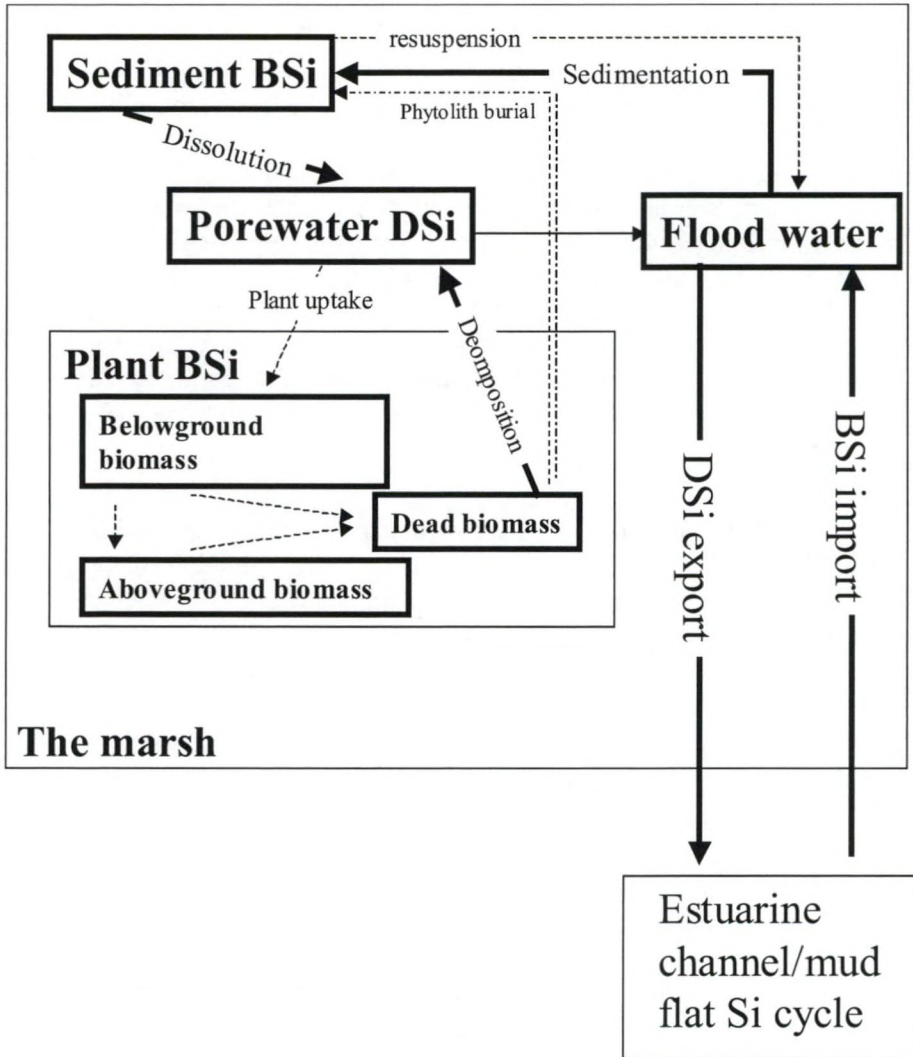 resuspension
Sediment BSi
Sedimentation
Phytolith burial
Dissolution
Porewater DSi
Flood water
Plant uptake
Deomposition
Plant BSi
Belowground
biomass
Dead biomass
Aboveground biomass
DSi export
BSi import
The marsh
Estuarine
channel/mud
flat Si cycle